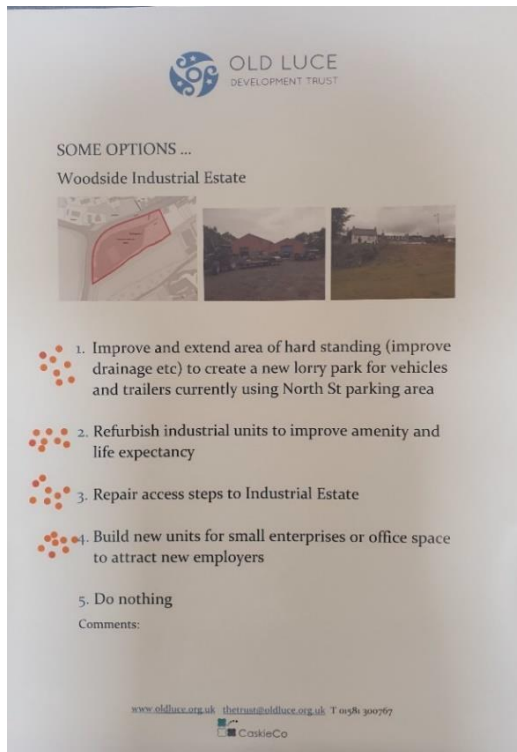 OLD LUCE
DEVELOPMENT TRUST
SOME OPTIONS ...
Woodside Industrial Estate
1. Improve and extend area of hard standing (improve
drainage etc) to create a new lorry park for vehicles
and trailers currently using North St parking area
2. Refurbish industrial units to improve amenity and
life expectancy
3. Repair access steps to Industrial Estate
4. Build new units for small enterprises or office space
to attract new employers
5. Do nothing
Comments:
www.oldluce.org.uk thetrust@oldluce.org.uk T 01581 300767
CaskieCo